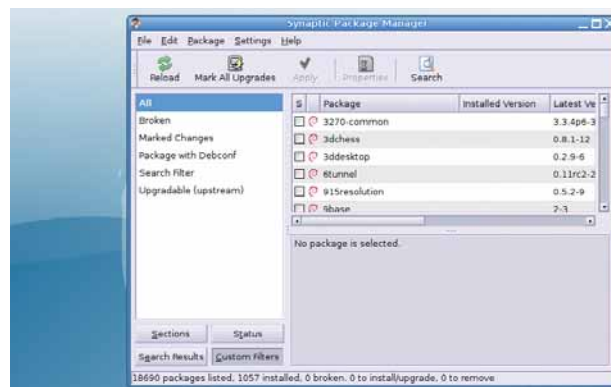 Synaptic Package Manager
File Edit Package Settings Help
Reload Mark All Upgrades Apply Properties Search
All
Broken
Marked Changes
Package with Debconf
Search Filter
Upgradable (upstream)
S Package Installed Version Latest Ve
3270-common 3.3.4p6-3
3dchess 0.8.1-12
3ddesktop 0.2.9-6
6tunnel 0.11rc2-2
915resolution 0.5.2-9
9base 2-3
No package is selected.
Sections Status
Search Results Custom Filters
18690 packages listed, 1057 installed, 0 broken. 0 to install/upgrade, 0 to remove